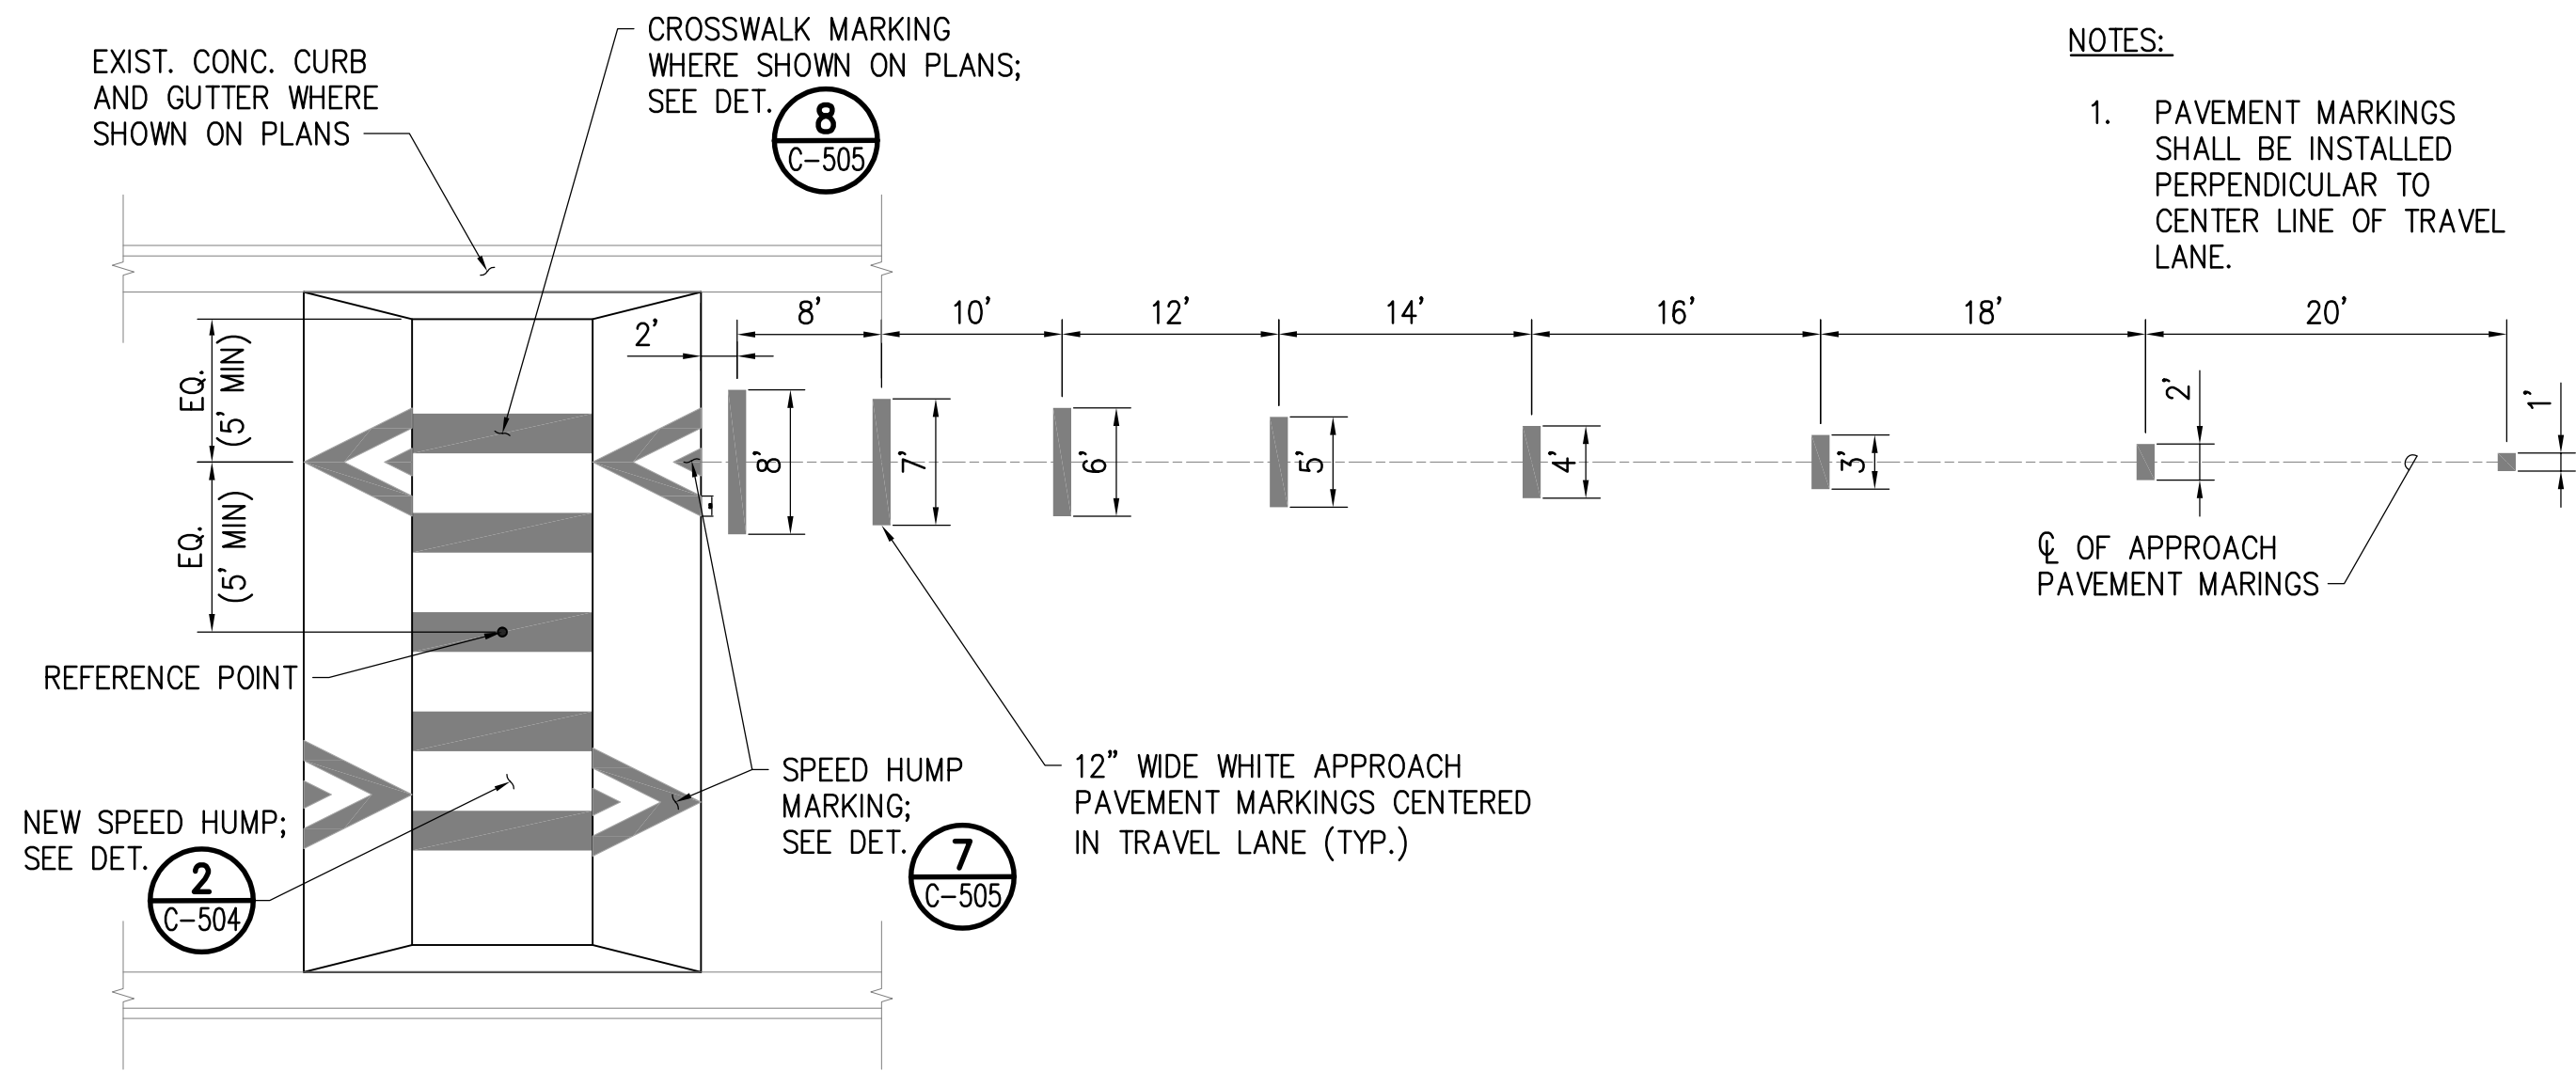 EXIST. CONC. CURB
AND GUTTER WHERE
SHOWN ON PLANS
CROSSWALK MARKING
WHERE SHOWN ON PLANS;
SEE DET.
8
C-505
NOTES:
1. PAVEMENT MARKINGS
SHALL BE INSTALLED
PERPENDICULAR TO
CENTER LINE OF TRAVEL
LANE.
2'
8'
10'
12'
14'
16'
18'
20'
EQ.
(5' MIN)
EQ.
(5' MIN)
8'
7'
6'
5'
4'
3'
2'
1'
℄ OF APPROACH
PAVEMENT MARINGS
REFERENCE POINT
NEW SPEED HUMP;
SEE DET.
2
C-504
SPEED HUMP
MARKING;
SEE DET.
7
C-505
12" WIDE WHITE APPROACH
PAVEMENT MARKINGS CENTERED
IN TRAVEL LANE (TYP.)